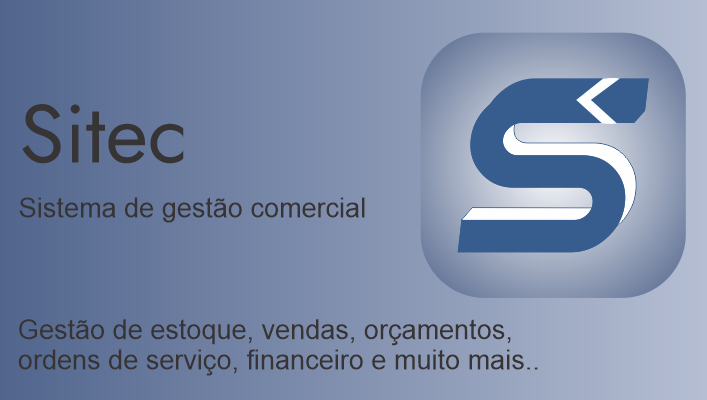 Sitec
Sistema de gestão comercial
Gestão de estoque, vendas, orçamentos,
ordens de serviço, financeiro e muito mais..